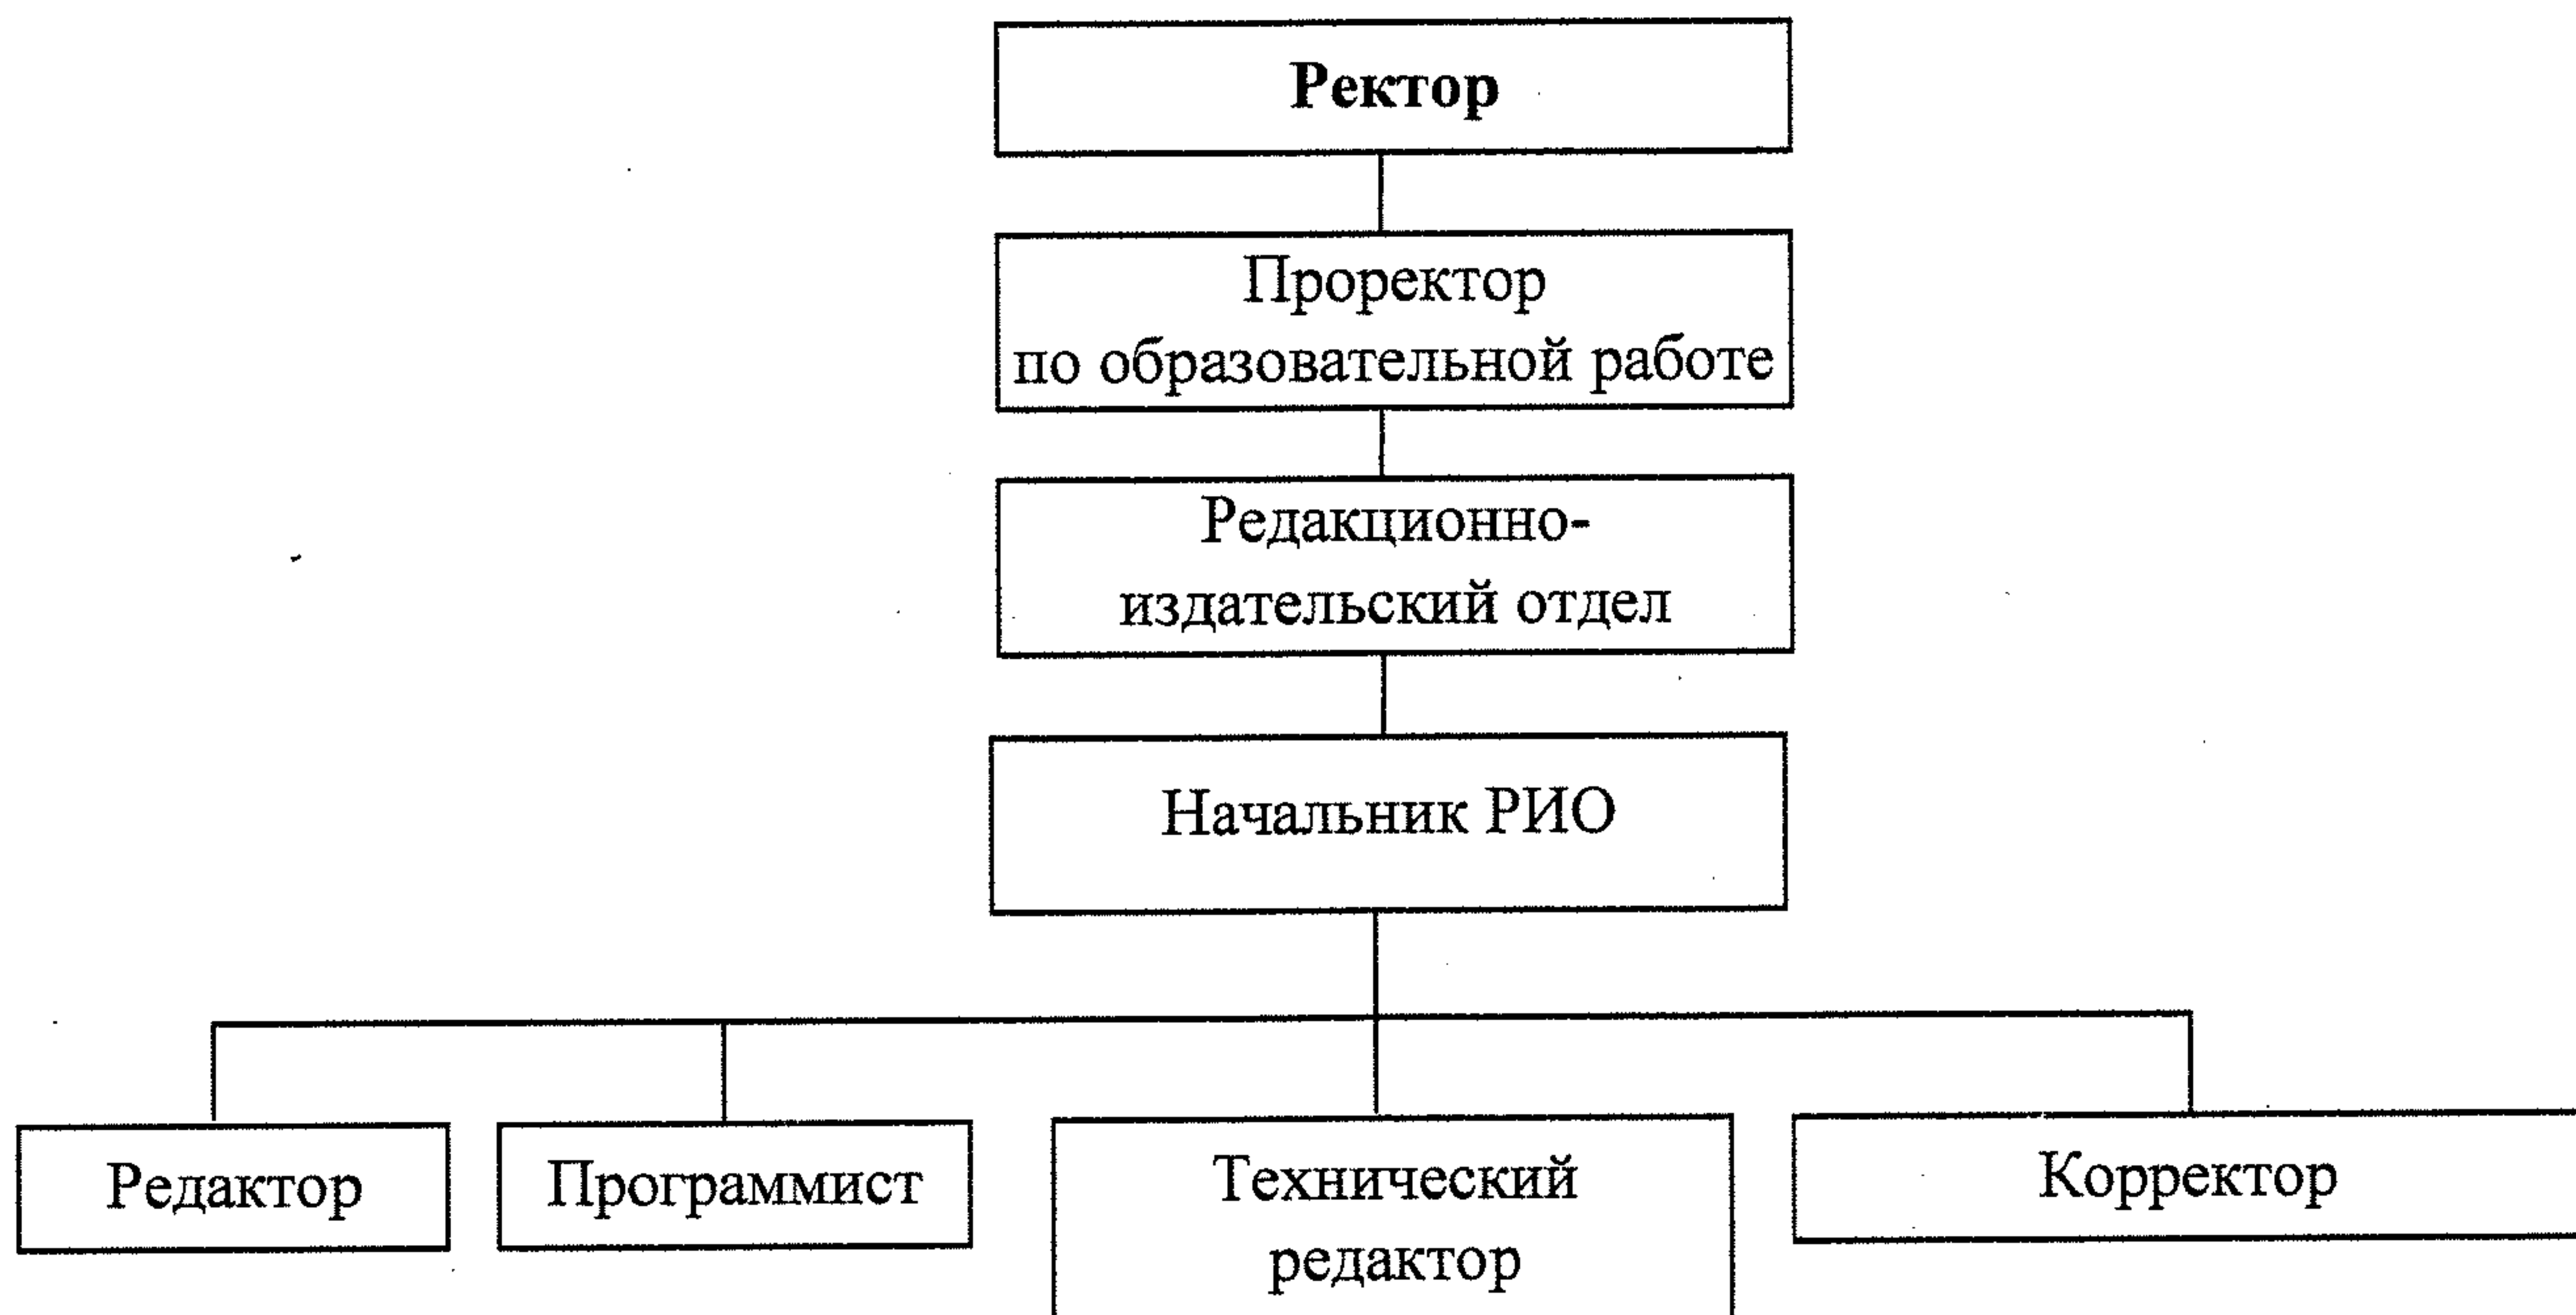 Ректор
Проректор
по образовательной работе
Редакционно-
издательский отдел
Начальник РИО
Редактор
Программист
Технический
редактор
Корректор